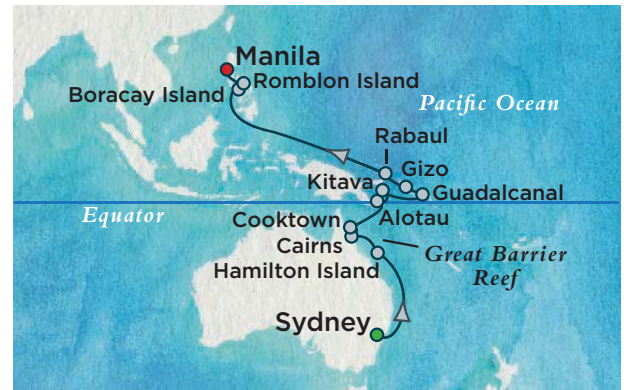 Manila
Romblon Island
Boracay Island
Pacific Ocean
Rabaul
Gizo
Kitava
Guadalcanal
Equator
Alotau
Cooktown
Cairns
Great Barrier
Reef
Hamilton Island
Sydney